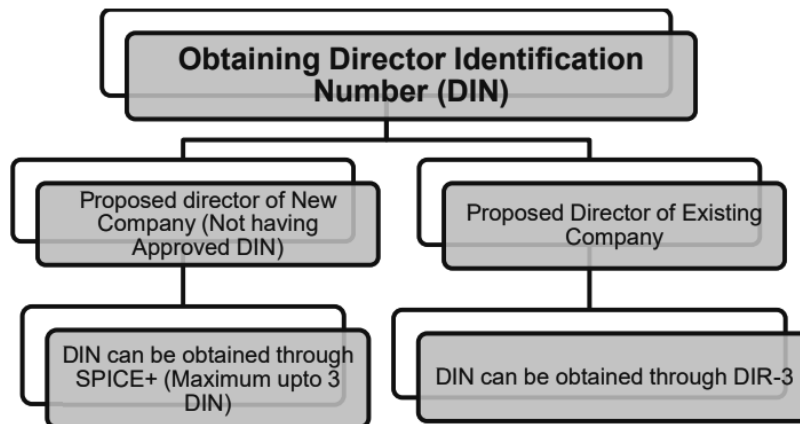 Obtaining Director Identification
Number (DIN)
Proposed director of New
Company (Not having
Approved DIN)
Proposed Director of Existing
Company
DIN can be obtained through
SPICE+ (Maximum upto 3
DIN)
DIN can be obtained through DIR-3